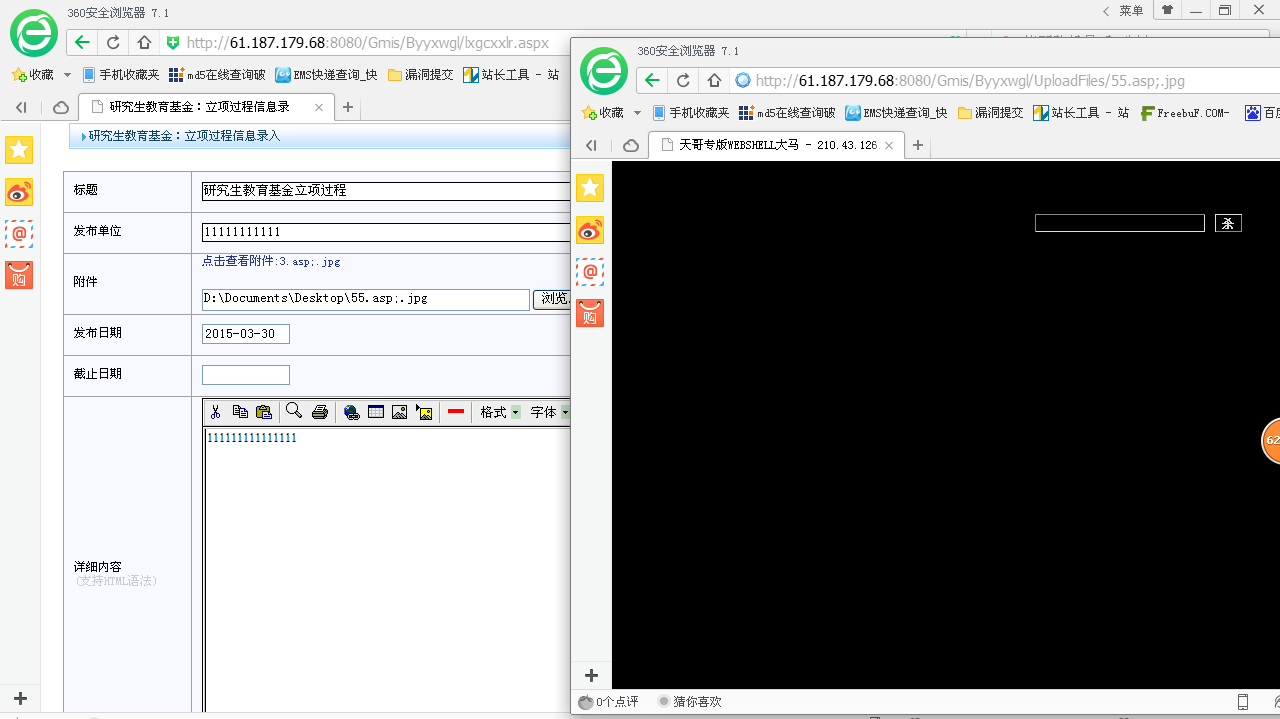 360安全浏览器 7.1
菜单
http://61.187.179.68:8080/Gmis/Byyxwgl/lxgcxxlr.aspx
收藏 手机收藏夹 md5在线查询破 EMS快递查询_快 漏洞提交 站长工具 - 站
研究生教育基金：立项过程信息录
研究生教育基金：立项过程信息录入
标题 研究生教育基金立项过程
发布单位 11111111111
附件 点击查看附件:3.asp;.jpg
D:\Documents\Desktop\55.asp;.jpg 浏览
发布日期 2015-03-30
截止日期
格式 字体
111111111111111
详细内容
(支持HTML语法)
@
购
360安全浏览器 7.1
http://61.187.179.68:8080/Gmis/Byyxwgl/UploadFiles/55.asp;.jpg
收藏 手机收藏夹 md5在线查询破 EMS快递查询_快 漏洞提交 站长工具 - 站 FreebuF.COM-
天哥专版WEBSHELL大马 - 210.43.126
杀
@
购
62
0个点评 猜你喜欢